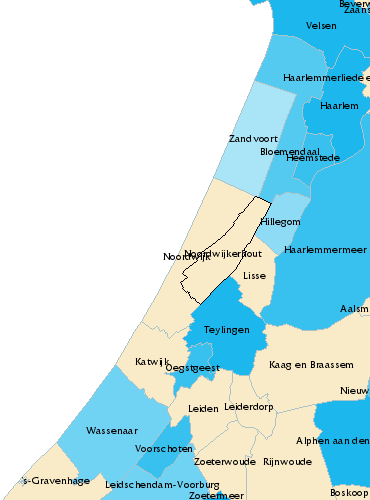 Beverw
Zaans
Velsen
Haarlemmerliede e
Haarlem
Zandvoort
Bloemendaal
Heemstede
Hillegom
Haarlemmermeer
Noordwijkerhout
Noordwijk
Lisse
Aalsm
Teylingen
Katwijk
Oegstgeest
Kaag en Braassem
Nieuw
Leiden
Leiderdorp
Wassenaar
Alphen aan den
Voorschoten
Zoeterwoude
Rijnwoude
's-Gravenhage
Leidschendam-Voorburg
Zoetermeer
Boskoop